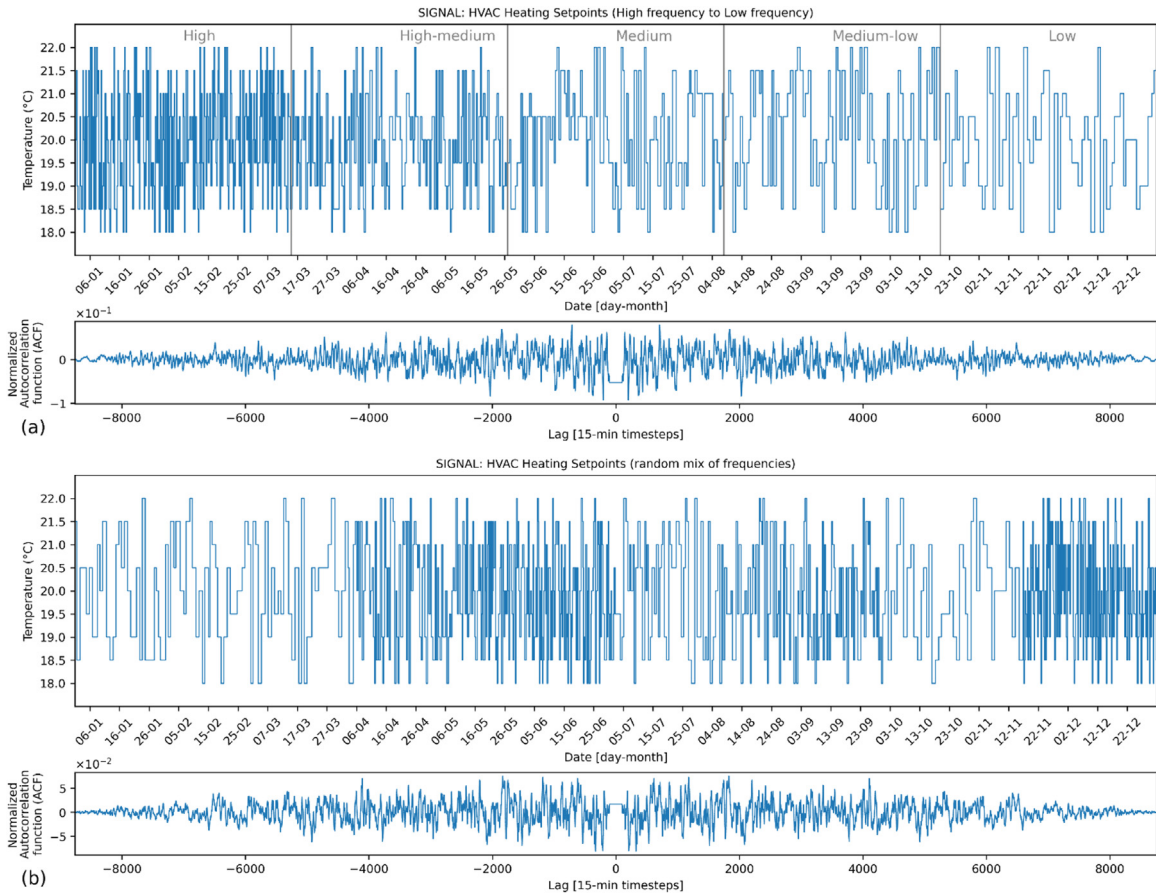 SIGNAL: HVAC Heating Setpoints (High frequency to Low frequency)
High High-medium Medium Medium-low Low
22.0
21.5
21.0
20.5
20.0
19.5
19.0
18.5
18.0
Temperature (°C)
06-01 16-01 26-01 05-02 15-02 25-02 07-03 17-03 27-03 06-04 16-04 26-04 06-05 16-05 26-05 05-06 15-06 25-06 05-07 15-07 25-07 04-08 14-08 24-08 03-09 13-09 23-09 03-10 13-10 23-10 02-11 12-11 22-11 02-12 12-12 22-12
Date [day-month]
×10⁻¹
0
−1
Normalized
Autocorrelation
function (ACF)
−8000 −6000 −4000 −2000 0 2000 4000 6000 8000
Lag [15-min timesteps]
(a)
SIGNAL: HVAC Heating Setpoints (random mix of frequencies)
22.0
21.5
21.0
20.5
20.0
19.5
19.0
18.5
18.0
Temperature (°C)
06-01 16-01 26-01 05-02 15-02 25-02 07-03 17-03 27-03 06-04 16-04 26-04 06-05 16-05 26-05 05-06 15-06 25-06 05-07 15-07 25-07 04-08 14-08 24-08 03-09 13-09 23-09 03-10 13-10 23-10 02-11 12-11 22-11 02-12 12-12 22-12
Date [day-month]
×10⁻²
5
0
−5
Normalized
Autocorrelation
function (ACF)
−8000 −6000 −4000 −2000 0 2000 4000 6000 8000
Lag [15-min timesteps]
(b)